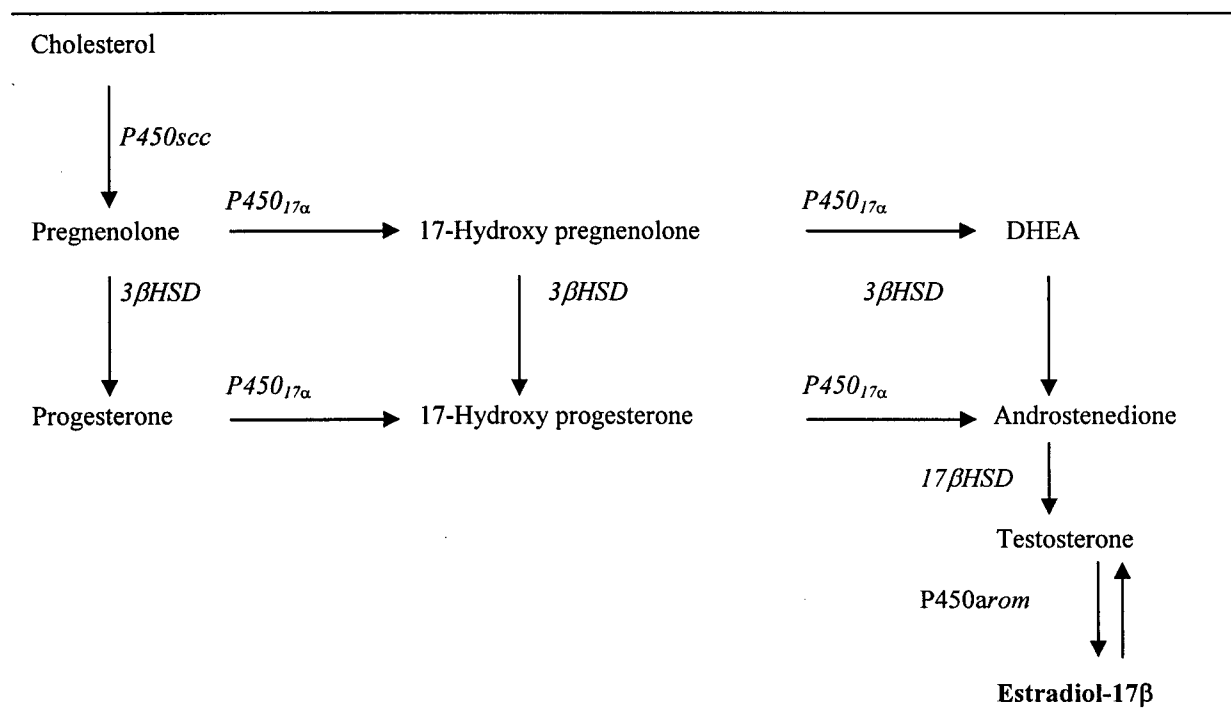 Cholesterol
P450scc
P45017α P45017α
Pregnenolone 17-Hydroxy pregnenolone DHEA
3βHSD 3βHSD 3βHSD
P45017α P45017α
Progesterone 17-Hydroxy progesterone Androstenedione
17βHSD
Testosterone
P450arom
Estradiol-17β